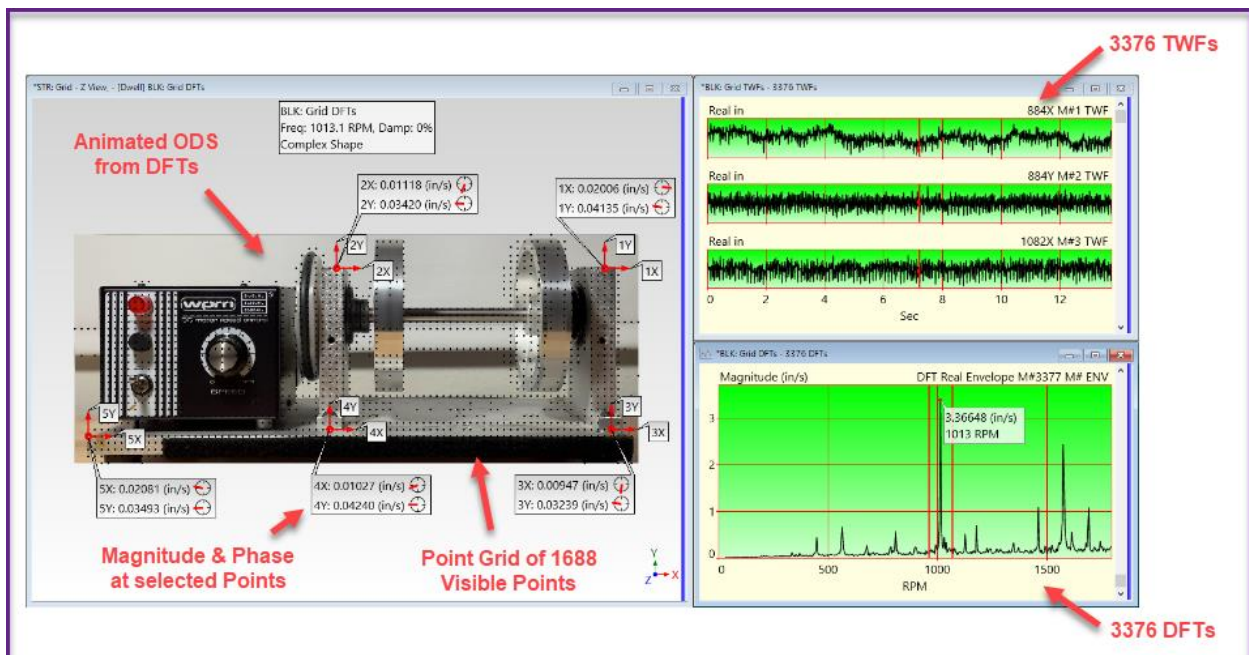 3376 TWFs
*STR: Grid - Z View, - [Dwell] BLK: Grid DFTs
BLK: Grid DFTs
Freq: 1013.1 RPM, Damp: 0%
Complex Shape
Animated ODS
from DFTs
2X: 0.01118 (in/s)
2Y: 0.03420 (in/s)
1X: 0.02006 (in/s)
1Y: 0.04135 (in/s)
2Y
2X
1Y
1X
wpm
SPEED
5Y
5X
4Y
4X
3Y
3X
5X: 0.02081 (in/s)
5Y: 0.03493 (in/s)
4X: 0.01027 (in/s)
4Y: 0.04240 (in/s)
3X: 0.00947 (in/s)
3Y: 0.03239 (in/s)
Magnitude & Phase
at selected Points
Point Grid of 1688
Visible Points
Y
Z
X
*BLK: Grid TWFs - 3376 TWFs
Real in
884X M#1 TWF
Real in
884Y M#2 TWF
Real in
1082X M#3 TWF
0 2 4 6 8 10 12
Sec
*BLK: Grid DFTs - 3376 DFTs
Magnitude (in/s)
DFT Real Envelope M#3377 M# ENV
3.36648 (in/s)
1013 RPM
3
2
1
0
0 500 1000 1500
RPM
3376 DFTs